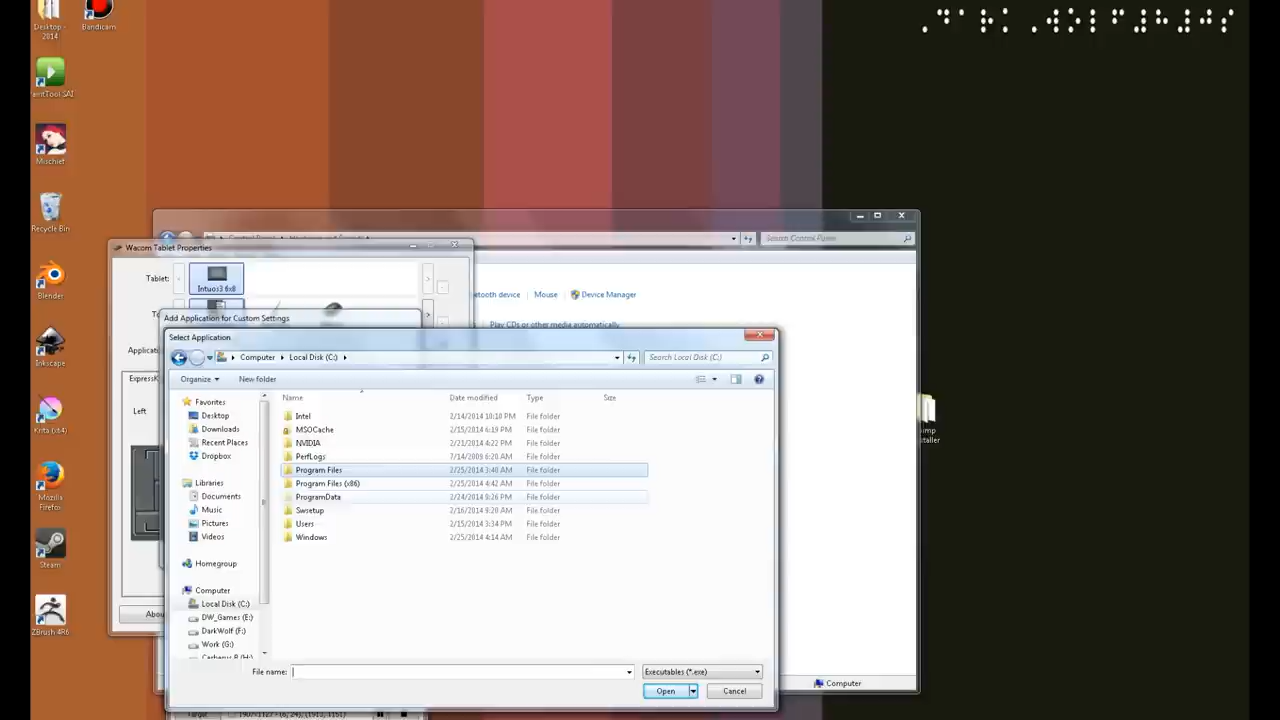 Desktop -
2014
Bandicam
⠠⠙⠁⠗⠅ ⠠⠺⠕⠇⠋
PaintTool SAI
Mischief
Recycle Bin
Blender
Inkscape
Krita (x64)
Mozilla
Firefox
Steam
ZBrush 4R6
Search Control Panel
Mouse
Device Manager
Play CDs or other media automatically
Computer
Wacom Tablet Properties
Tablet:
Intuos3 6x8
Left
Add Application for Custom Settings
Select Application
Computer
Local Disk (C:)
Search Local Disk (C:)
Organize
New folder
Favorites
Desktop
Downloads
Recent Places
Dropbox
Libraries
Documents
Music
Pictures
Videos
Homegroup
Computer
Local Disk (C:)
DW_Games (E:)
DarkWolf (F:)
Work (G:)
Cerberus R (H:)
Name Date modified Type Size
Intel 2/14/2014 10:10 PM File folder
MSOCache 2/15/2014 6:19 PM File folder
NVIDIA 2/21/2014 4:22 PM File folder
PerfLogs 7/14/2009 6:20 AM File folder
Program Files 2/25/2014 3:40 AM File folder
Program Files (x86) 2/25/2014 4:42 AM File folder
ProgramData 2/24/2014 9:26 PM File folder
Swsetup 2/16/2014 9:20 AM File folder
Users 2/15/2014 3:34 PM File folder
Windows 2/25/2014 4:14 AM File folder
File name:
Executables (*.exe)
Open
Cancel